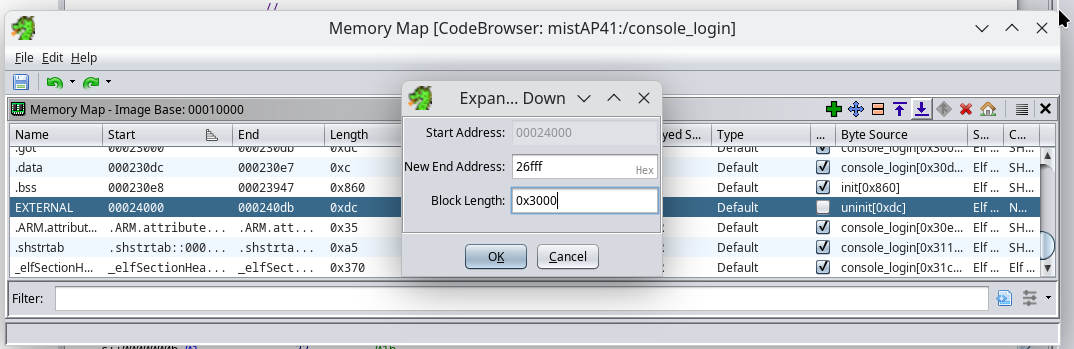 //
Memory Map [CodeBrowser: mistAP41:/console_login]
File Edit Help
Memory Map - Image Base: 00010000
Name Start End Length yed S... Type ... Byte Source S... C...
.got 00023000 000230db 0xdc Default console_login[0x300... Elf ... SH...
.data 000230dc 000230e7 0xc Default console_login[0x30d... Elf ... SH...
.bss 000230e8 00023947 0x860 Default init[0x860] Elf ... SH...
EXTERNAL 00024000 000240db 0xdc Default uninit[0xdc] Elf ... N...
.ARM.attribut... .ARM.attribute... .ARM.att... 0x35 Default console_login[0x30e... Elf ... SH...
.shstrtab .shstrtab::000... .shstrta... 0xa5 Default console_login[0x311... Elf ... SH...
_elfSectionH... _elfSectionHea... _elfSect... 0x370 Default console_login[0x31c... Elf ... Elf ...
Expan... Down
Start Address: 00024000
New End Address: 26fff Hex
Block Length: 0x3000
OK Cancel
Filter: